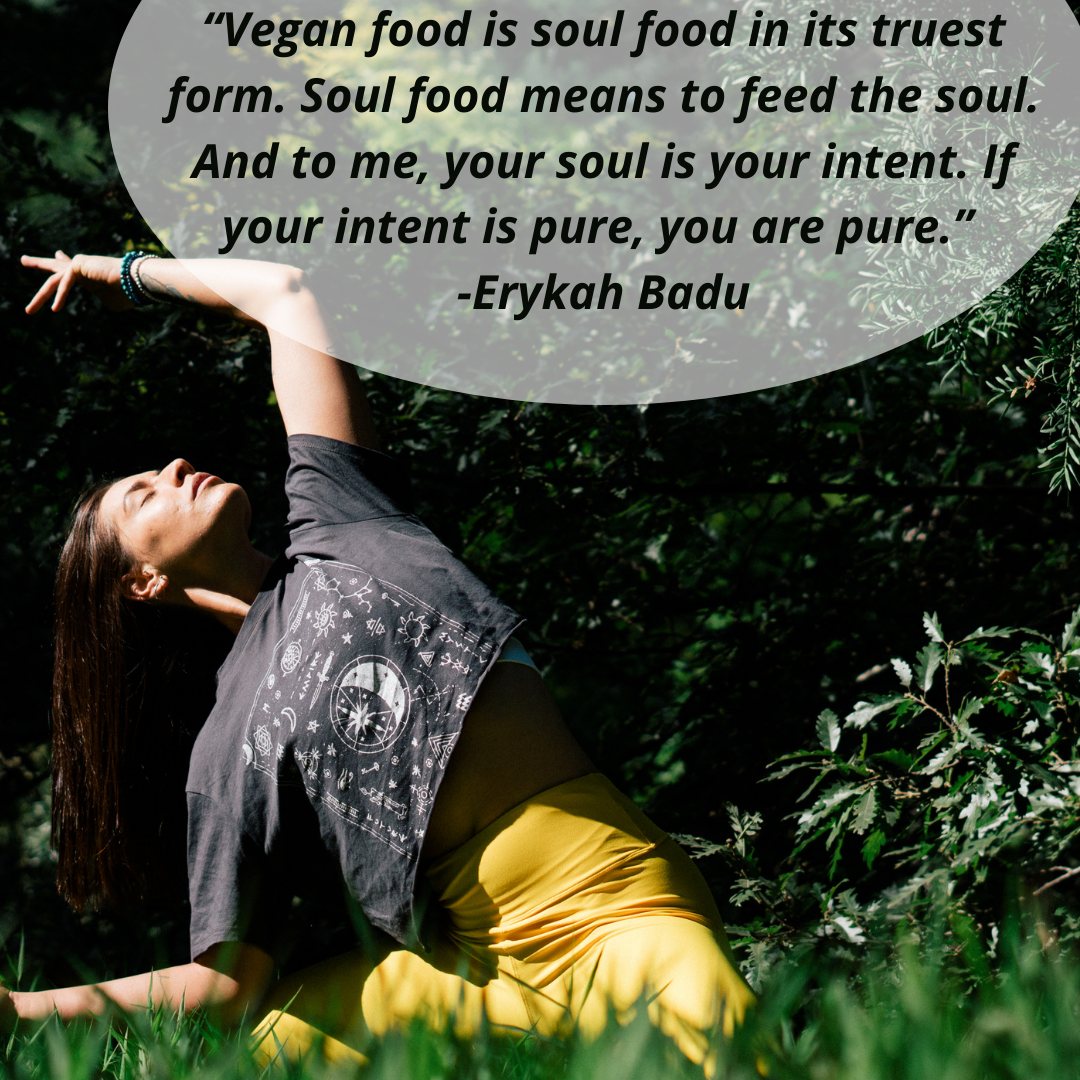 “Vegan food is soul food in its truest
form. Soul food means to feed the soul.
And to me, your soul is your intent. If
your intent is pure, you are pure.”
-Erykah Badu